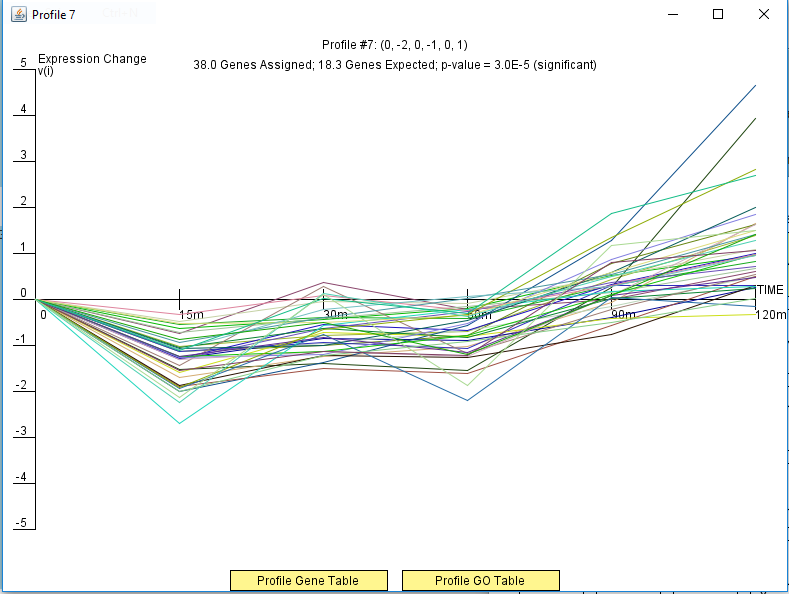 Profile 7
Profile #7: (0, -2, 0, -1, 0, 1)
38.0 Genes Assigned; 18.3 Genes Expected; p-value = 3.0E-5 (significant)
Expression Change
v(i)
5
4
3
2
1
0
-1
-2
-3
-4
-5
0 15m 30m 60m 90m 120m
TIME
Profile Gene Table Profile GO Table